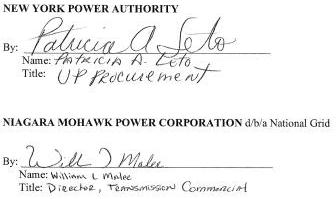 NEW YORK POWER AUTHORITY
By: Patricia A Leto
Name: PATRICIA A. Leto
Title: VP PROCUREMENT
NIAGARA MOHAWK POWER CORPORATION d/b/a National Grid
By: Will L Malee
Name: William L Malee
Title: Director, Transmission Commercial